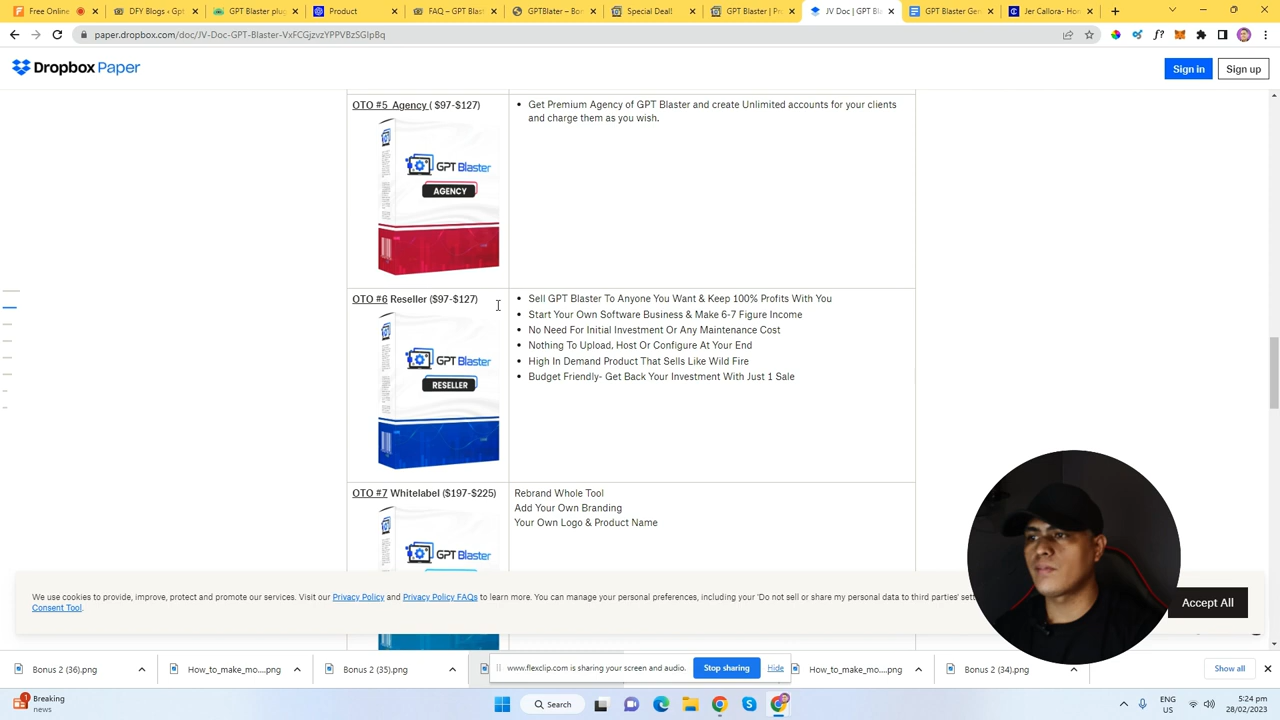 Free Online
DFY Blogs + Gpt
GPT Blaster plug
Product
FAQ – GPT Blast
GPTBlater – Boo
Special Deal!
GPT Blaster | Pr
JV Doc | GPT Bl
GPT Blaster Ger
Jer Callora- Hor
paper.dropbox.com/doc/JV-Doc-GPT-Blaster-VxFCGjzvzYPPVBzSGIpBq
Dropbox Paper
Sign in
Sign up
OTO #5 Agency ( $97-$127)
GPT Blaster
AGENCY
• Get Premium Agency of GPT Blaster and create Unlimited accounts for your clients
and charge them as you wish.
OTO #6 Reseller ($97-$127)
GPT Blaster
RESELLER
• Sell GPT Blaster To Anyone You Want & Keep 100% Profits With You
• Start Your Own Software Business & Make 6-7 Figure Income
• No Need For Initial Investment Or Any Maintenance Cost
• Nothing To Upload, Host Or Configure At Your End
• High In Demand Product That Sells Like Wild Fire
• Budget Friendly- Get Back Your Investment With Just 1 Sale
OTO #7 Whitelabel ($197-$225)
GPT Blaster
Rebrand Whole Tool
Add Your Own Branding
Your Own Logo & Product Name
We use cookies to provide, improve, protect and promote our services. Visit our Privacy Policy and Privacy Policy FAQs to learn more. You can manage your personal preferences, including your 'Do not sell or share my personal data to third parties'
Consent Tool.
Accept All
Bonus 2 (36).png
How_to_make_mo....png
Bonus 2 (35).png
www.flexclip.com is sharing your screen and audio.
Stop sharing
Hide
How_to_make_mo....png
Bonus 2 (34).png
Show all
1
Breaking
news
Search
ENG
US
5:24 pm
28/02/2023